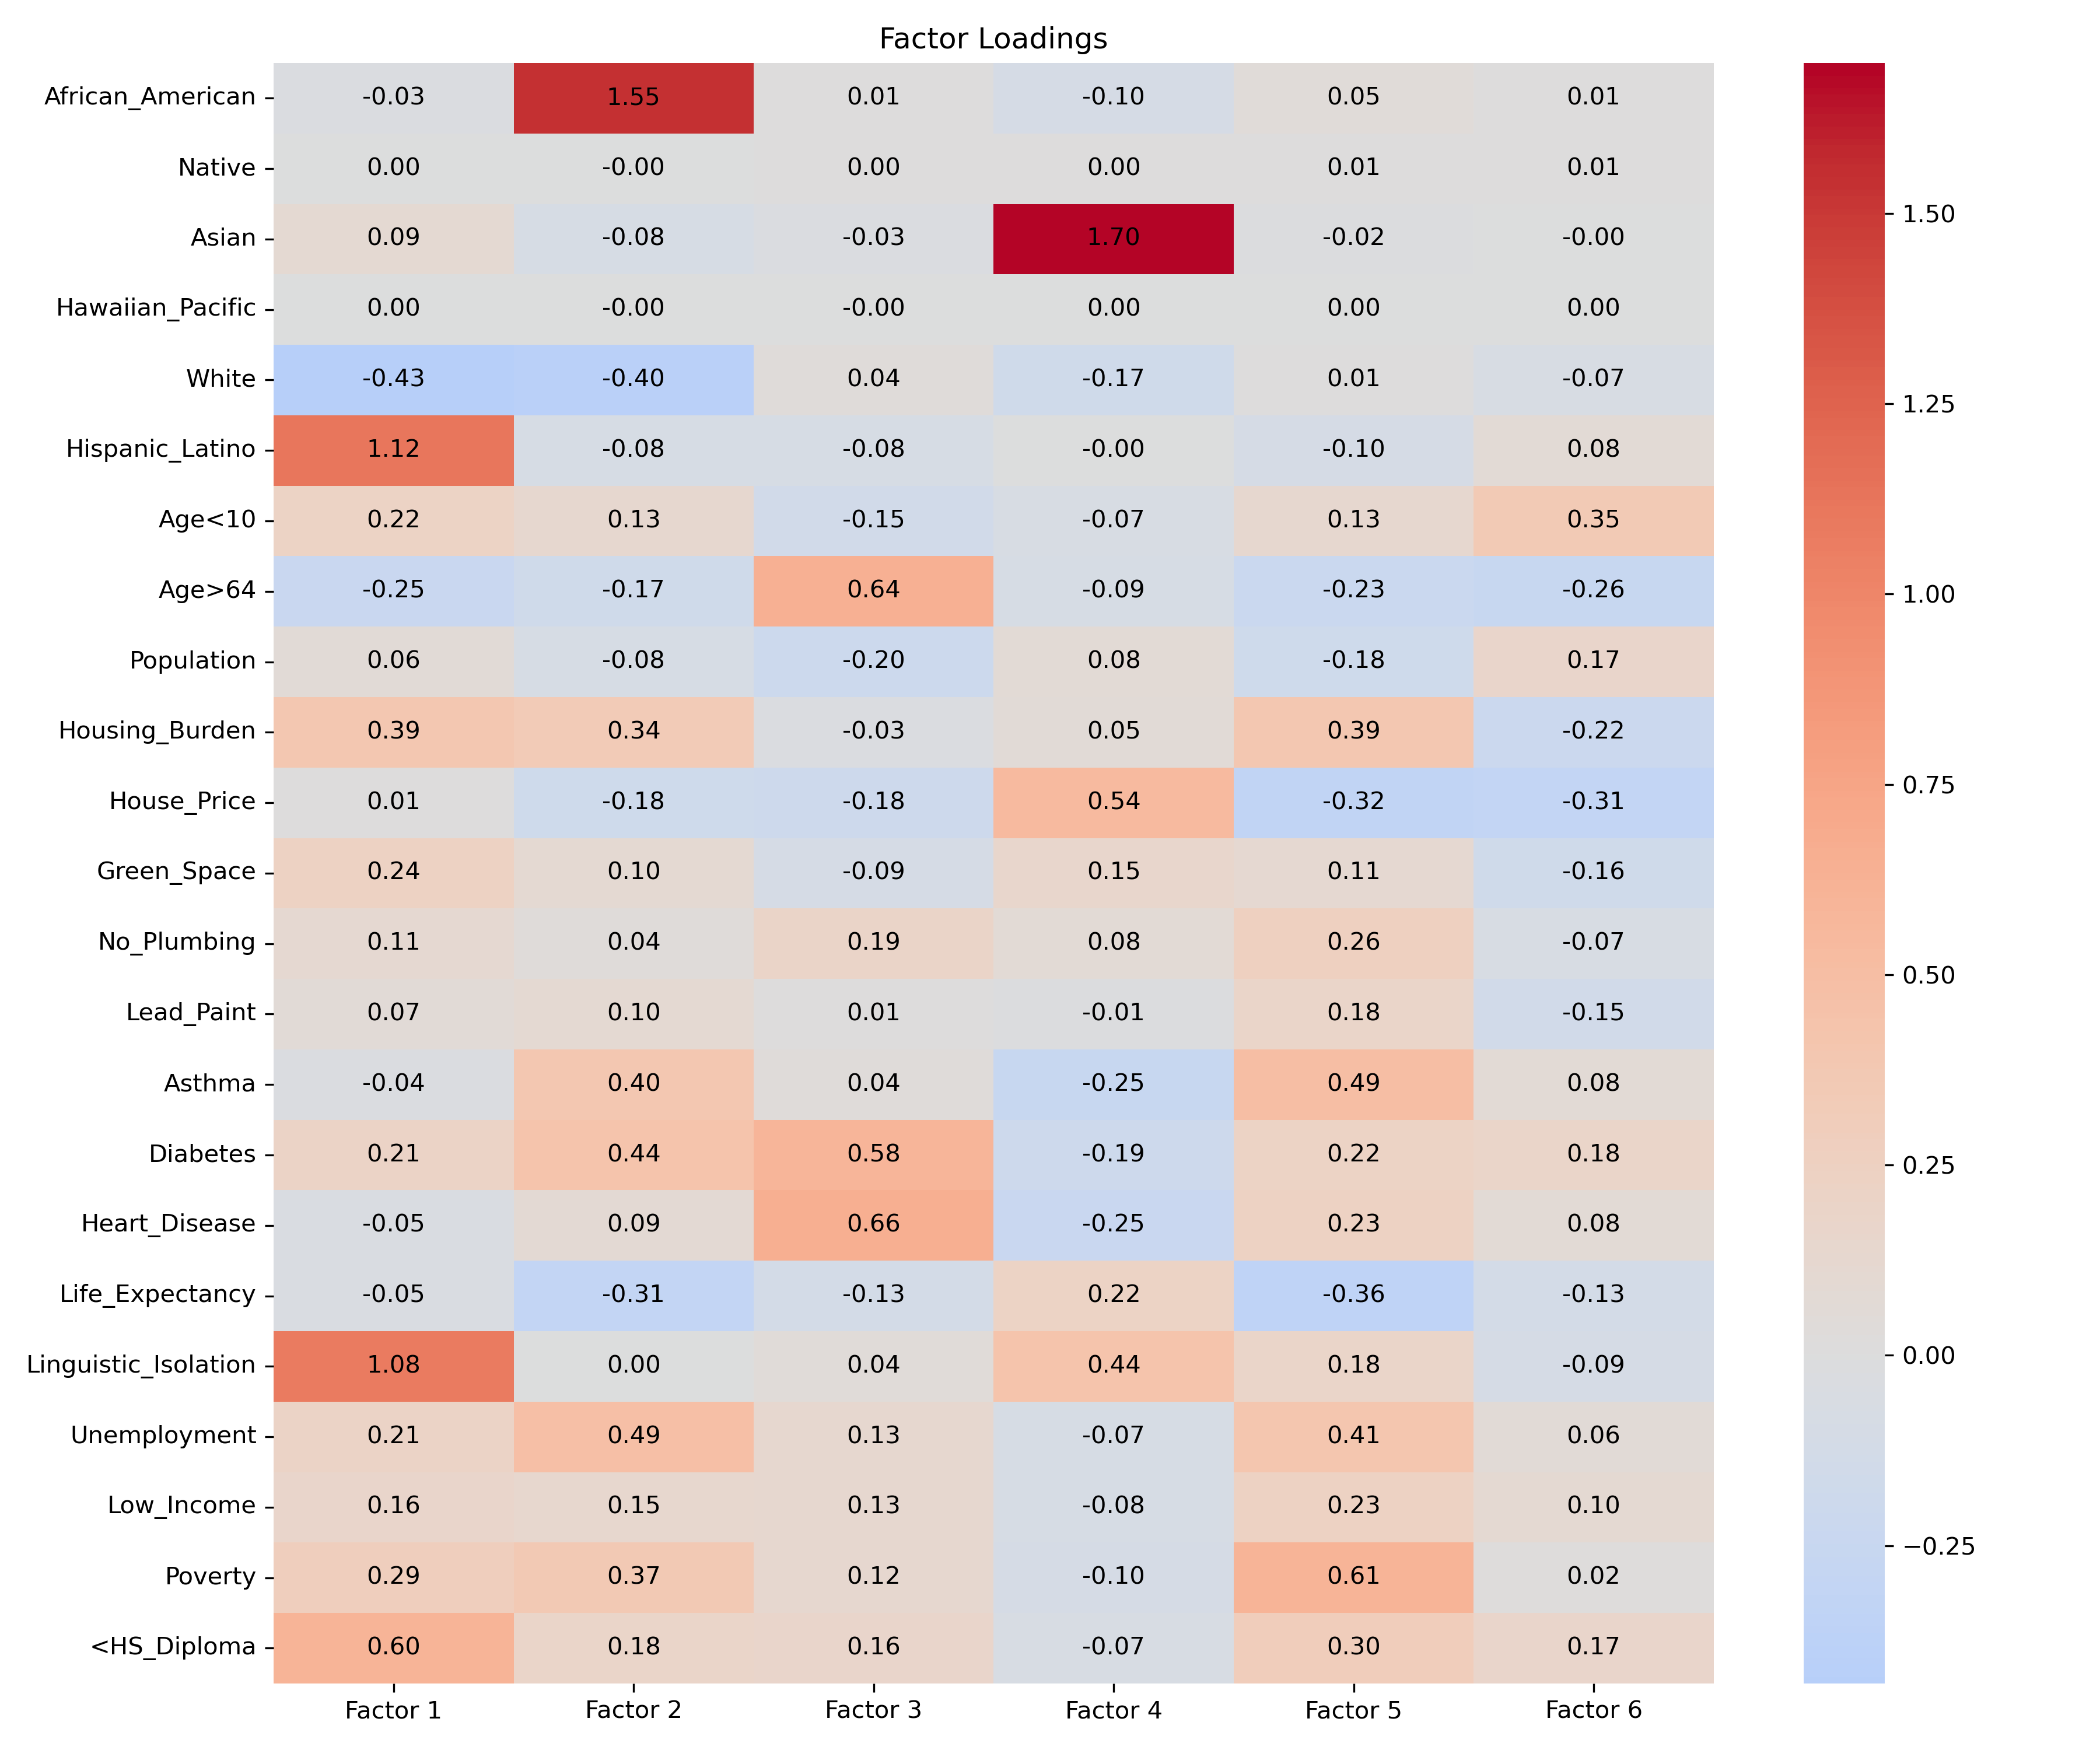 Factor Loadings
African_American -0.03 1.55 0.01 -0.10 0.05 0.01
Native 0.00 -0.00 0.00 0.00 0.01 0.01
Asian 0.09 -0.08 -0.03 1.70 -0.02 -0.00
Hawaiian_Pacific 0.00 -0.00 -0.00 0.00 0.00 0.00
White -0.43 -0.40 0.04 -0.17 0.01 -0.07
Hispanic_Latino 1.12 -0.08 -0.08 -0.00 -0.10 0.08
Age<10 0.22 0.13 -0.15 -0.07 0.13 0.35
Age>64 -0.25 -0.17 0.64 -0.09 -0.23 -0.26
Population 0.06 -0.08 -0.20 0.08 -0.18 0.17
Housing_Burden 0.39 0.34 -0.03 0.05 0.39 -0.22
House_Price 0.01 -0.18 -0.18 0.54 -0.32 -0.31
Green_Space 0.24 0.10 -0.09 0.15 0.11 -0.16
No_Plumbing 0.11 0.04 0.19 0.08 0.26 -0.07
Lead_Paint 0.07 0.10 0.01 -0.01 0.18 -0.15
Asthma -0.04 0.40 0.04 -0.25 0.49 0.08
Diabetes 0.21 0.44 0.58 -0.19 0.22 0.18
Heart_Disease -0.05 0.09 0.66 -0.25 0.23 0.08
Life_Expectancy -0.05 -0.31 -0.13 0.22 -0.36 -0.13
Linguistic_Isolation 1.08 0.00 0.04 0.44 0.18 -0.09
Unemployment 0.21 0.49 0.13 -0.07 0.41 0.06
Low_Income 0.16 0.15 0.13 -0.08 0.23 0.10
Poverty 0.29 0.37 0.12 -0.10 0.61 0.02
<HS_Diploma 0.60 0.18 0.16 -0.07 0.30 0.17
Factor 1 Factor 2 Factor 3 Factor 4 Factor 5 Factor 6
1.50
1.25
1.00
0.75
0.50
0.25
0.00
−0.25